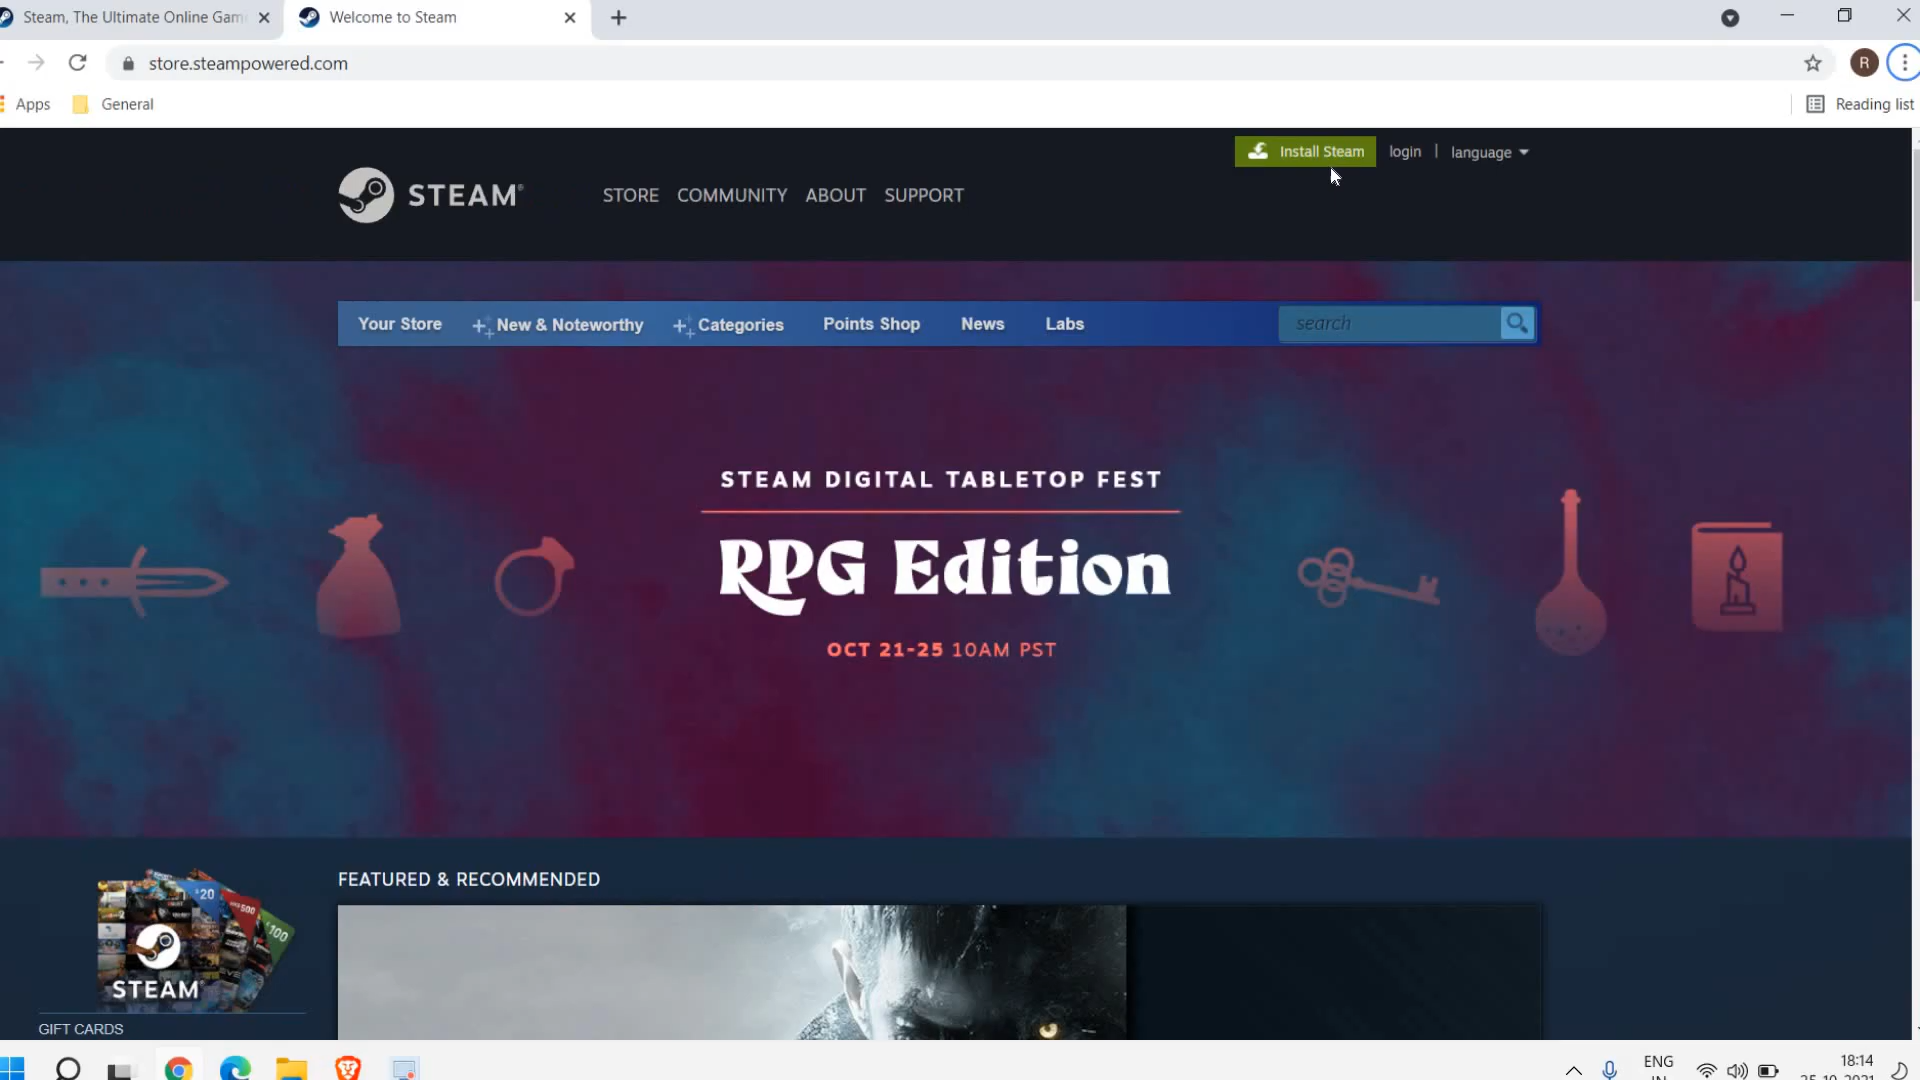 Steam, The Ultimate Online Gam
Welcome to Steam
store.steampowered.com
R
Apps
General
Reading list
Install Steam
login
language
STEAM®
STORE
COMMUNITY
ABOUT
SUPPORT
Your Store
New & Noteworthy
Categories
Points Shop
News
Labs
search
STEAM DIGITAL TABLETOP FEST
RPG Edition
OCT 21-25 10AM PST
FEATURED & RECOMMENDED
$20
500
$100
STEAM
GIFT CARDS
ENG
IN
18:14
25-10-2021